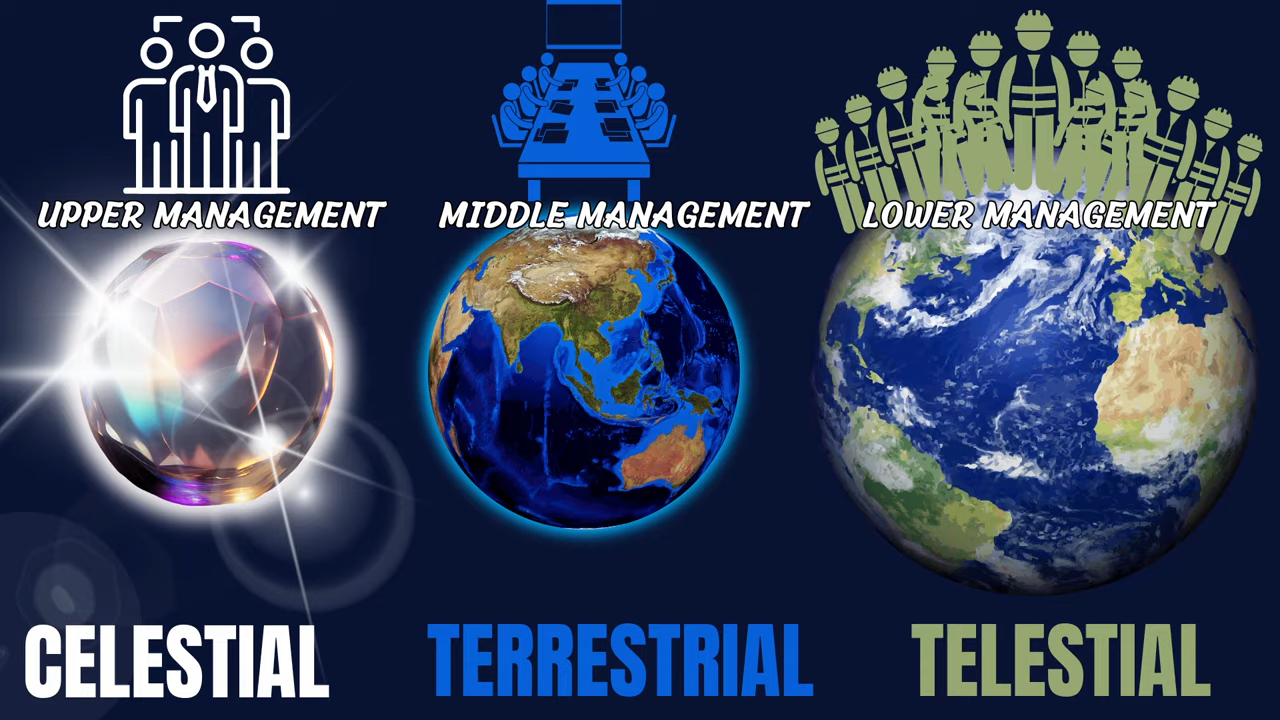 UPPER MANAGEMENT
MIDDLE MANAGEMENT
LOWER MANAGEMENT
CELESTIAL
TERRESTRIAL
TELESTIAL